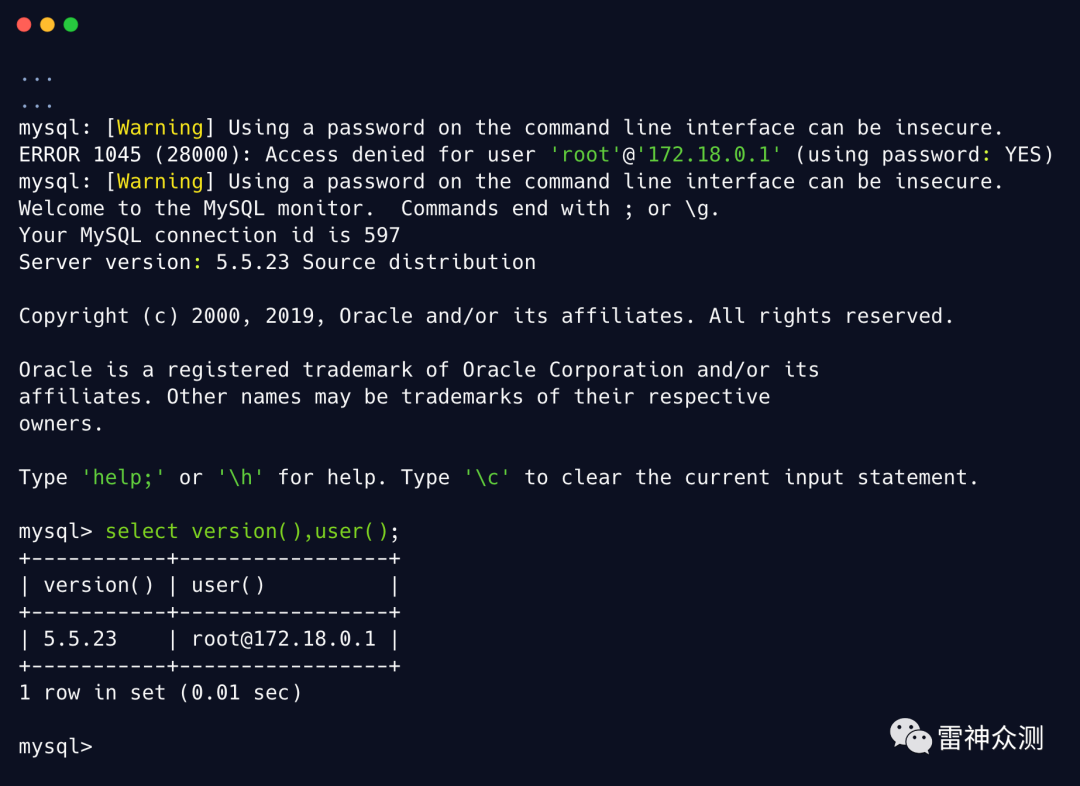 ...
...
mysql: [Warning] Using a password on the command line interface can be insecure.
ERROR 1045 (28000): Access denied for user 'root'@'172.18.0.1' (using password: YES)
mysql: [Warning] Using a password on the command line interface can be insecure.
Welcome to the MySQL monitor.  Commands end with ; or \g.
Your MySQL connection id is 597
Server version: 5.5.23 Source distribution

Copyright (c) 2000, 2019, Oracle and/or its affiliates. All rights reserved.

Oracle is a registered trademark of Oracle Corporation and/or its
affiliates. Other names may be trademarks of their respective
owners.

Type 'help;' or '\h' for help. Type '\c' to clear the current input statement.

mysql> select version(),user();
+-----------+-----------------+
| version() | user()          |
+-----------+-----------------+
| 5.5.23    | root@172.18.0.1 |
+-----------+-----------------+
1 row in set (0.01 sec)

mysql>
雷神众测